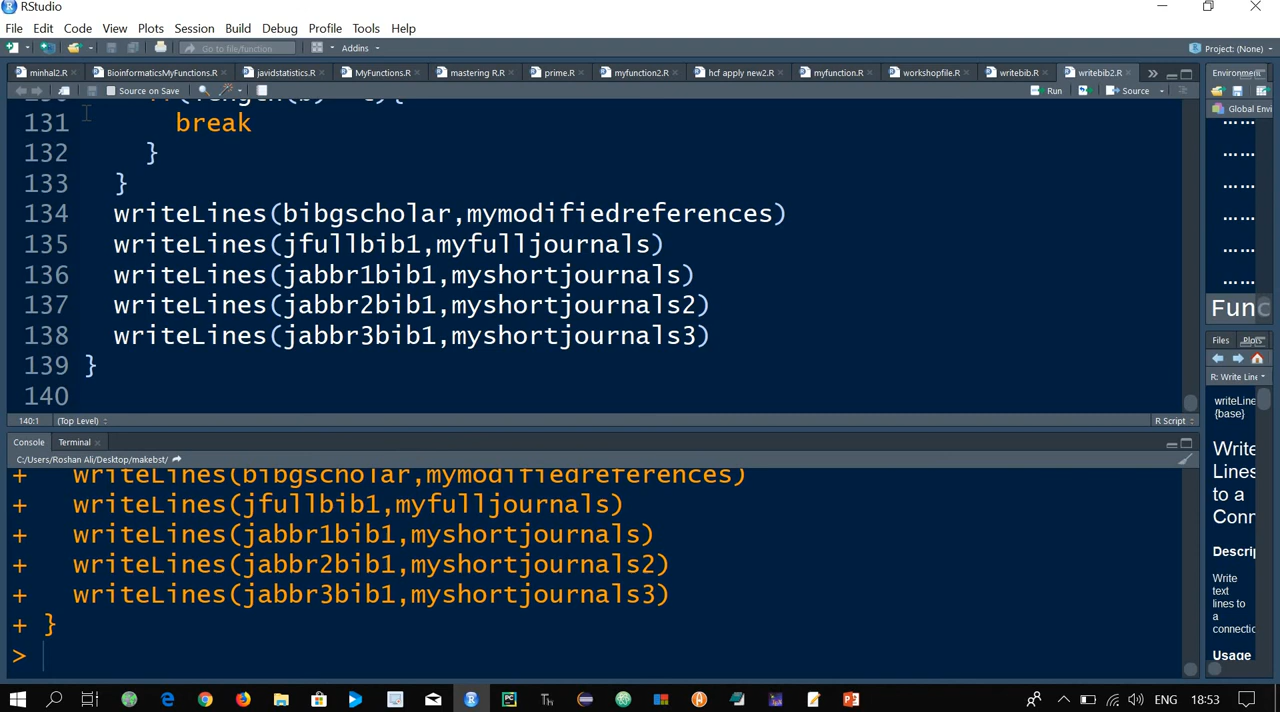 RStudio
File Edit Code View Plots Session Build Debug Profile Tools Help
Go to file/function Addins Project: (None)
minhal2.R BioinformaticsMyFunctions.R javidstatistics.R MyFunctions.R mastering R.R prime.R myfunction2.R hcf apply new2.R myfunction.R workshopfile.R writebib.R writebib2.R Environment
Source on Save Run Source
Global Envi
131 break
132 }
133 }
134 writeLines(bibgscholar,mymodifiedreferences)
135 writeLines(jfullbib1,myfulljournals)
136 writeLines(jabbr1bib1,myshortjournals)
137 writeLines(jabbr2bib1,myshortjournals2)
138 writeLines(jabbr3bib1,myshortjournals3)
139 }
140
140:1 (Top Level) R Script
Func
Files Plots
R: Write Line
writeLine
{base}
Write
Lines
to a
Conn
Descrip
Write
text
lines to
a
connectio
Usage
Console Terminal
C:/Users/Roshan Ali/Desktop/makebst/
+ writeLines(bibgscholar,mymodifiedreferences)
+ writeLines(jfullbib1,myfulljournals)
+ writeLines(jabbr1bib1,myshortjournals)
+ writeLines(jabbr2bib1,myshortjournals2)
+ writeLines(jabbr3bib1,myshortjournals3)
+ }
>
ENG 18:53